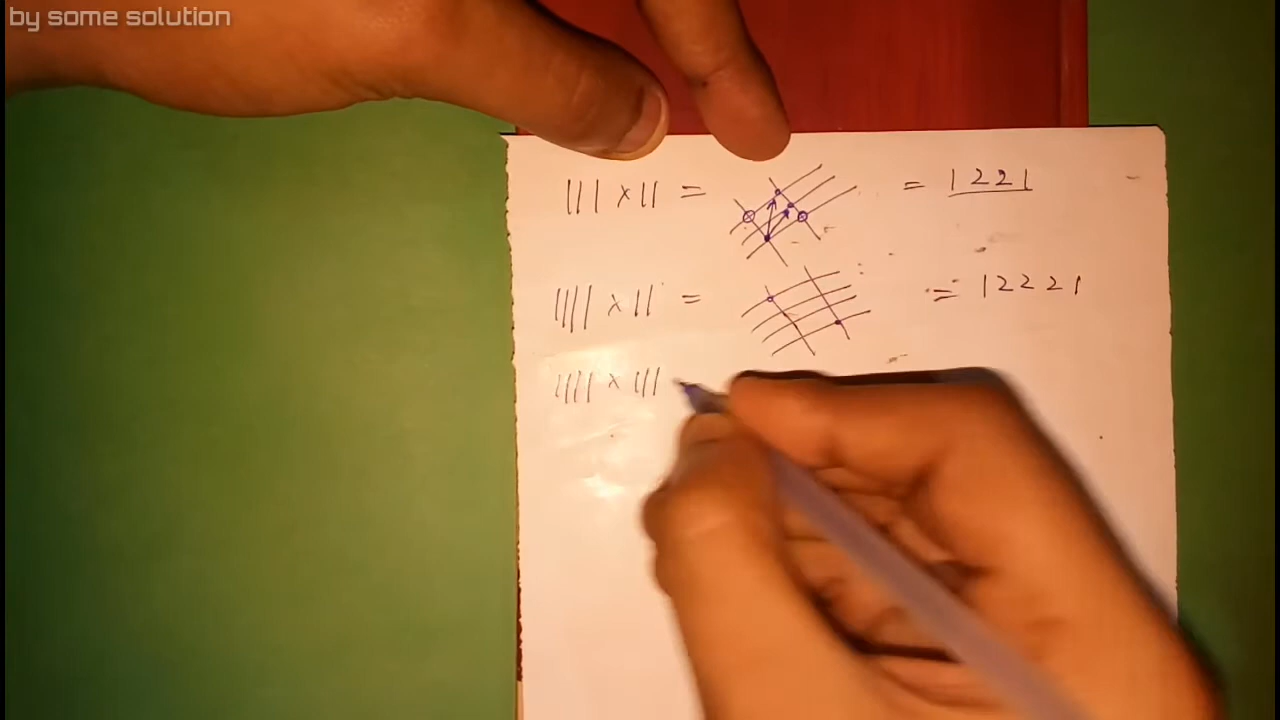 by some solution
111 x 11 = = 1221
1111 x 11 = = 12221
1111 x 111